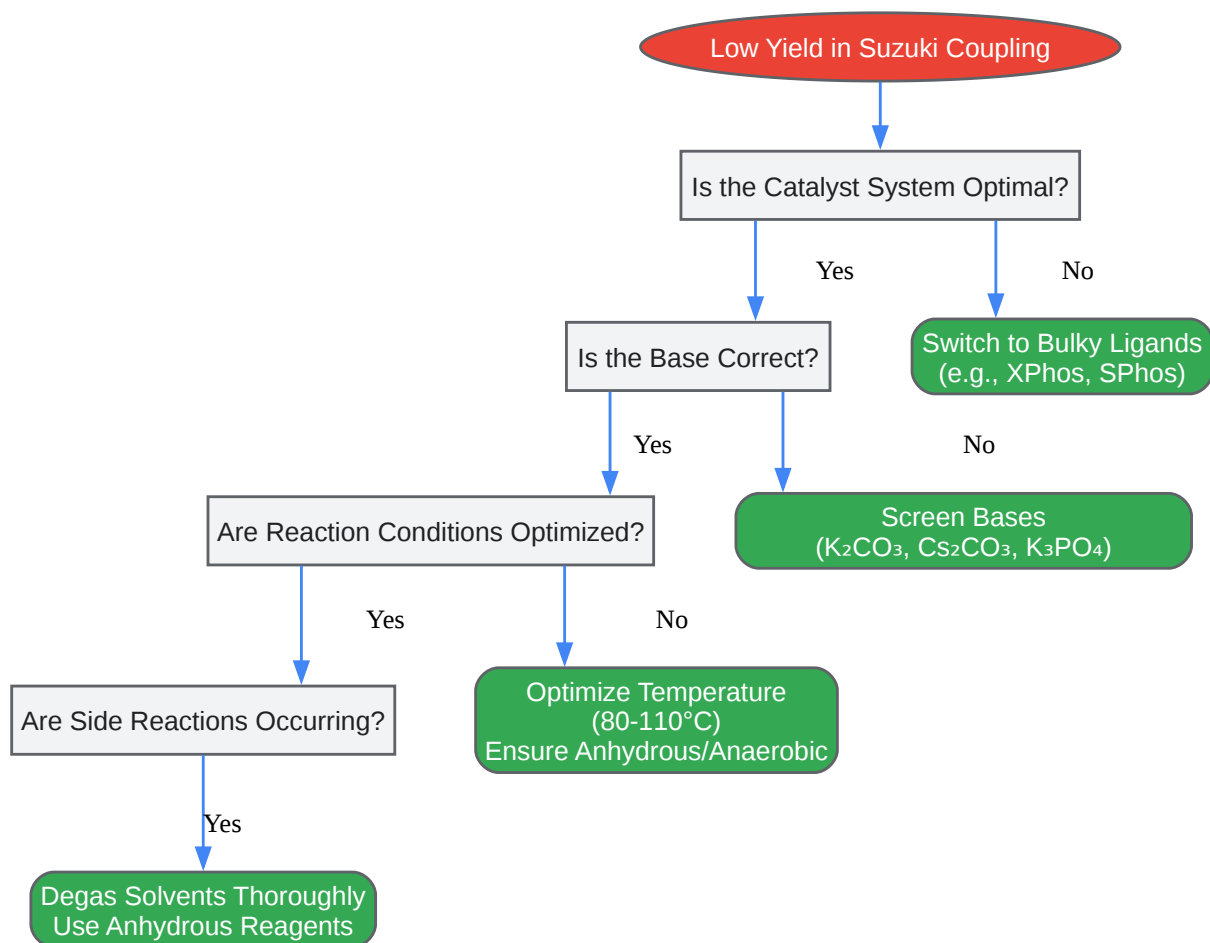 Low Yield in Suzuki Coupling
Is the Catalyst System Optimal?
Yes
No
Is the Base Correct?
Switch to Bulky Ligands
(e.g., XPhos, SPhos)
Yes
No
Are Reaction Conditions Optimized?
Screen Bases
(K₂CO₃, Cs₂CO₃, K₃PO₄)
Yes
No
Are Side Reactions Occurring?
Optimize Temperature
(80-110°C)
Ensure Anhydrous/Anaerobic
Yes
Degas Solvents Thoroughly
Use Anhydrous Reagents